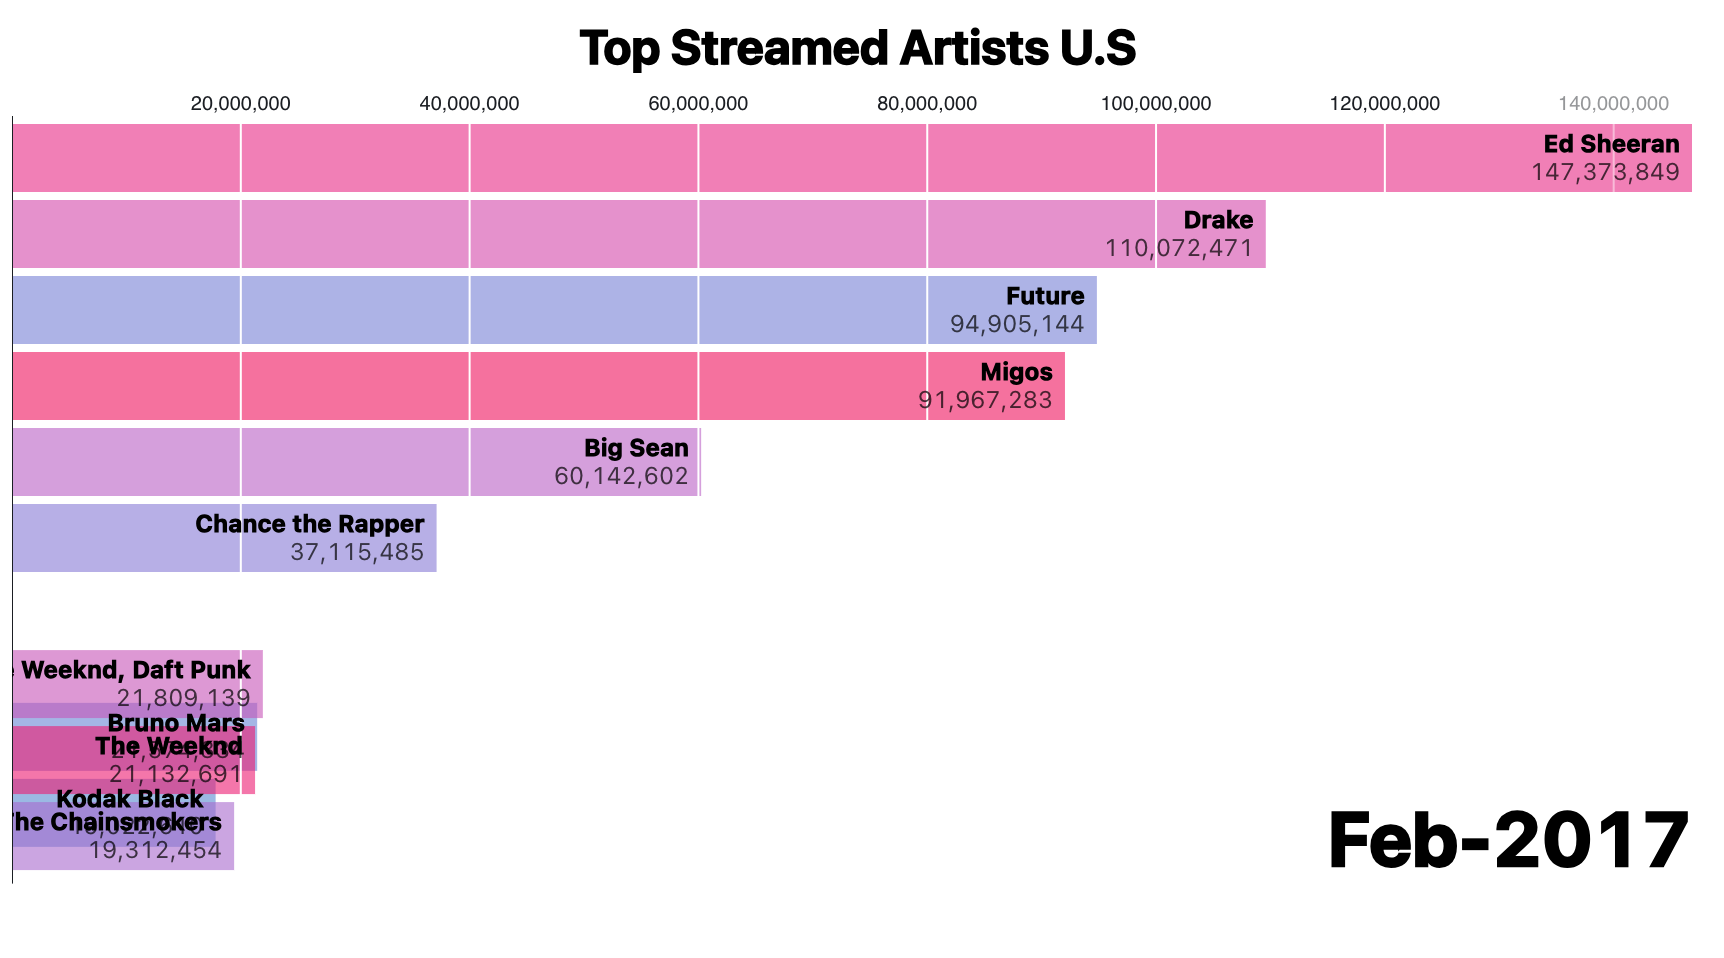 Top Streamed Artists U.S
20,000,000 40,000,000 60,000,000 80,000,000 100,000,000 120,000,000 140,000,000
Ed Sheeran
147,373,849
Drake
110,072,471
Future
94,905,144
Migos
91,967,283
Big Sean
60,142,602
Chance the Rapper
37,115,485
Weeknd, Daft Punk
21,809,139
Bruno Mars
The Weeknd
21,132,691
Kodak Black
he Chainsmokers
19,312,454
Feb-2017